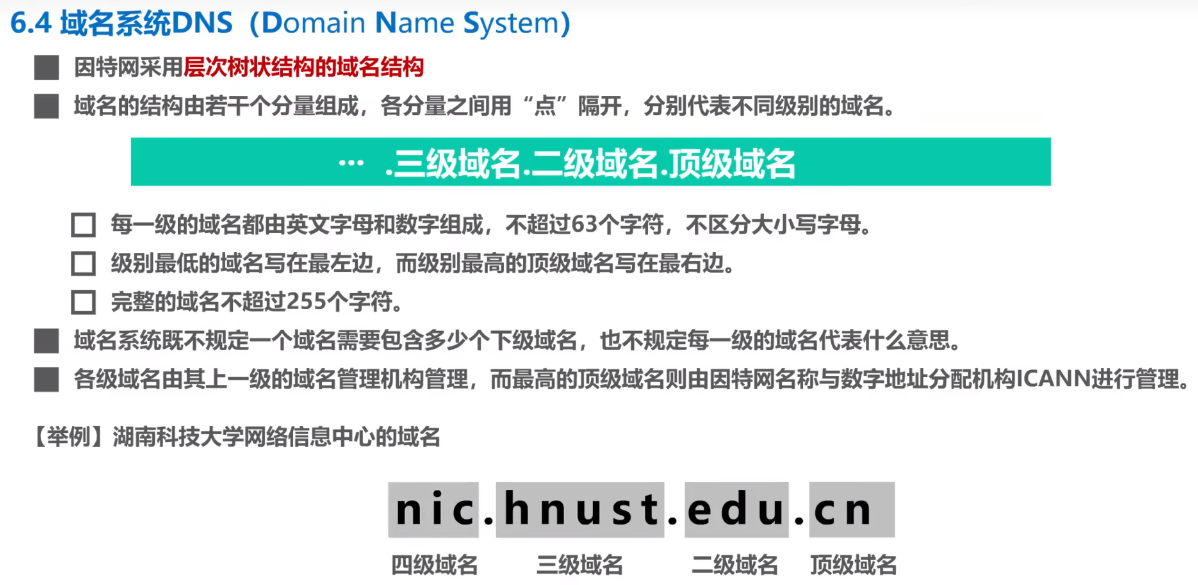 6.4 域名系统DNS（Domain Name System）
因特网采用层次树状结构的域名结构
域名的结构由若干个分量组成，各分量之间用“点”隔开，分别代表不同级别的域名。
… .三级域名.二级域名.顶级域名
每一级的域名都由英文字母和数字组成，不超过63个字符，不区分大小写字母。
级别最低的域名写在最左边，而级别最高的顶级域名写在最右边。
完整的域名不超过255个字符。
域名系统既不规定一个域名需要包含多少个下级域名，也不规定每一级的域名代表什么意思。
各级域名由其上一级的域名管理机构管理，而最高的顶级域名则由因特网名称与数字地址分配机构ICANN进行管理。
【举例】湖南科技大学网络信息中心的域名
nic.hnust.edu.cn
四级域名 三级域名 二级域名 顶级域名